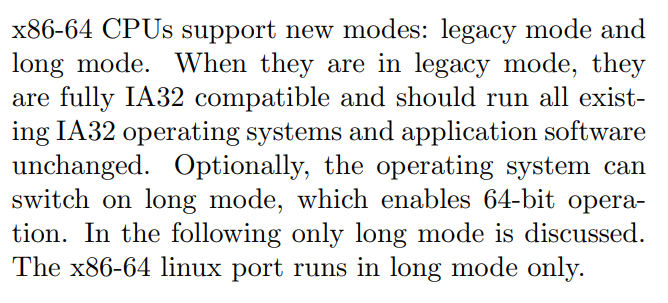 x86-64 CPUs support new modes: legacy mode and
long mode. When they are in legacy mode, they
are fully IA32 compatible and should run all exist-
ing IA32 operating systems and application software
unchanged. Optionally, the operating system can
switch on long mode, which enables 64-bit opera-
tion. In the following only long mode is discussed.
The x86-64 linux port runs in long mode only.